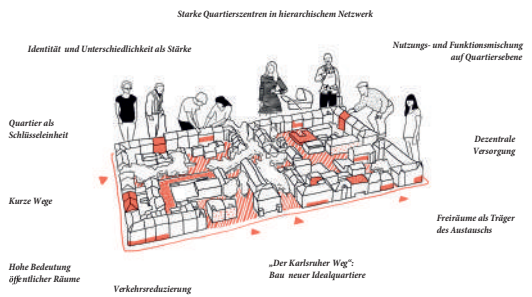 Starke Quartierszentren in hierarchischem Netzwerk
Identität und Unterschiedlichkeit als Stärke
Nutzungs- und Funktionsmischung
auf Quartiersebene
Quartier als
Schlüsseleinheit
Dezentrale
Versorgung
Kurze Wege
Freiräume als Träger
des Austauschs
Hohe Bedeutung
öffentlicher Räume
Verkehrsreduzierung
„Der Karlsruher Weg“:
Bau neuer Idealquartiere